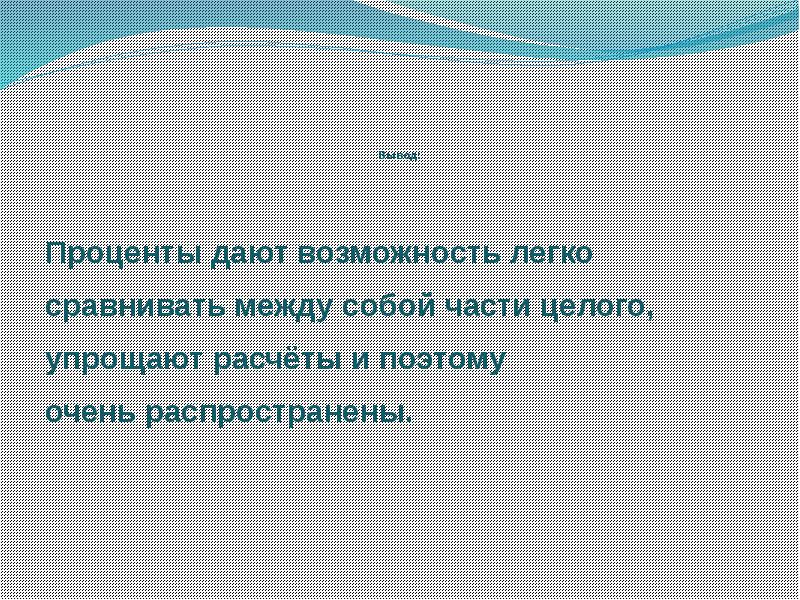 Вывод:
Проценты дают возможность легко
сравнивать между собой части целого,
упрощают расчёты и поэтому
очень распространены.